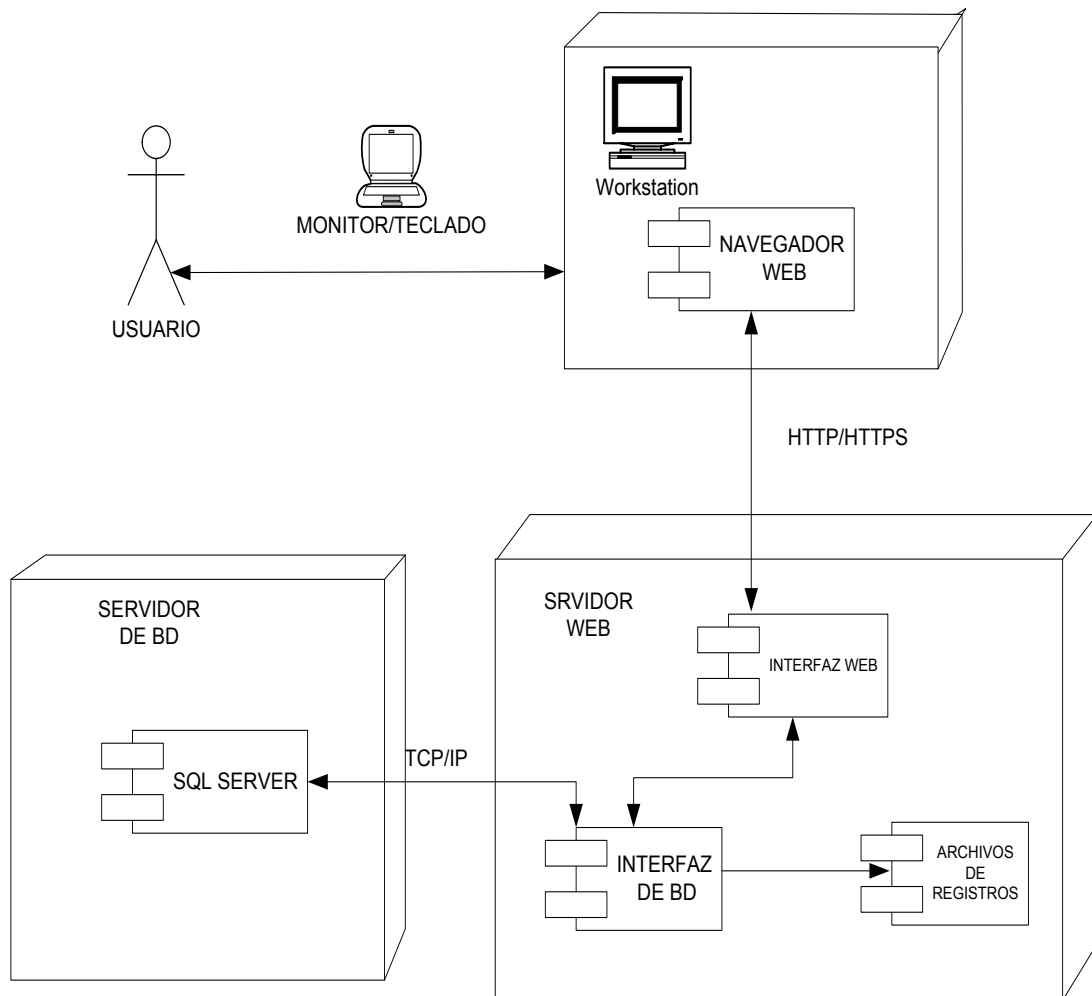 Workstation
MONITOR/TECLADO
NAVEGADOR
WEB
USUARIO
HTTP/HTTPS
SERVIDOR
DE BD
SRVIDOR
WEB
INTERFAZ WEB
TCP/IP
SQL SERVER
INTERFAZ
DE BD
ARCHIVOS
DE
REGISTROS